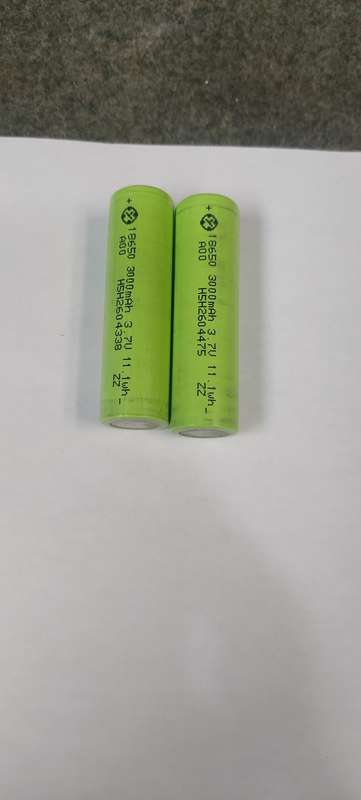 + 18650 3000mAh 3.7V 11.1wh -
A00 HSH2604338 ZZ
+ 18650 3000mAh 3.7V 11.1wh -
A00 HSH2604475 ZZ